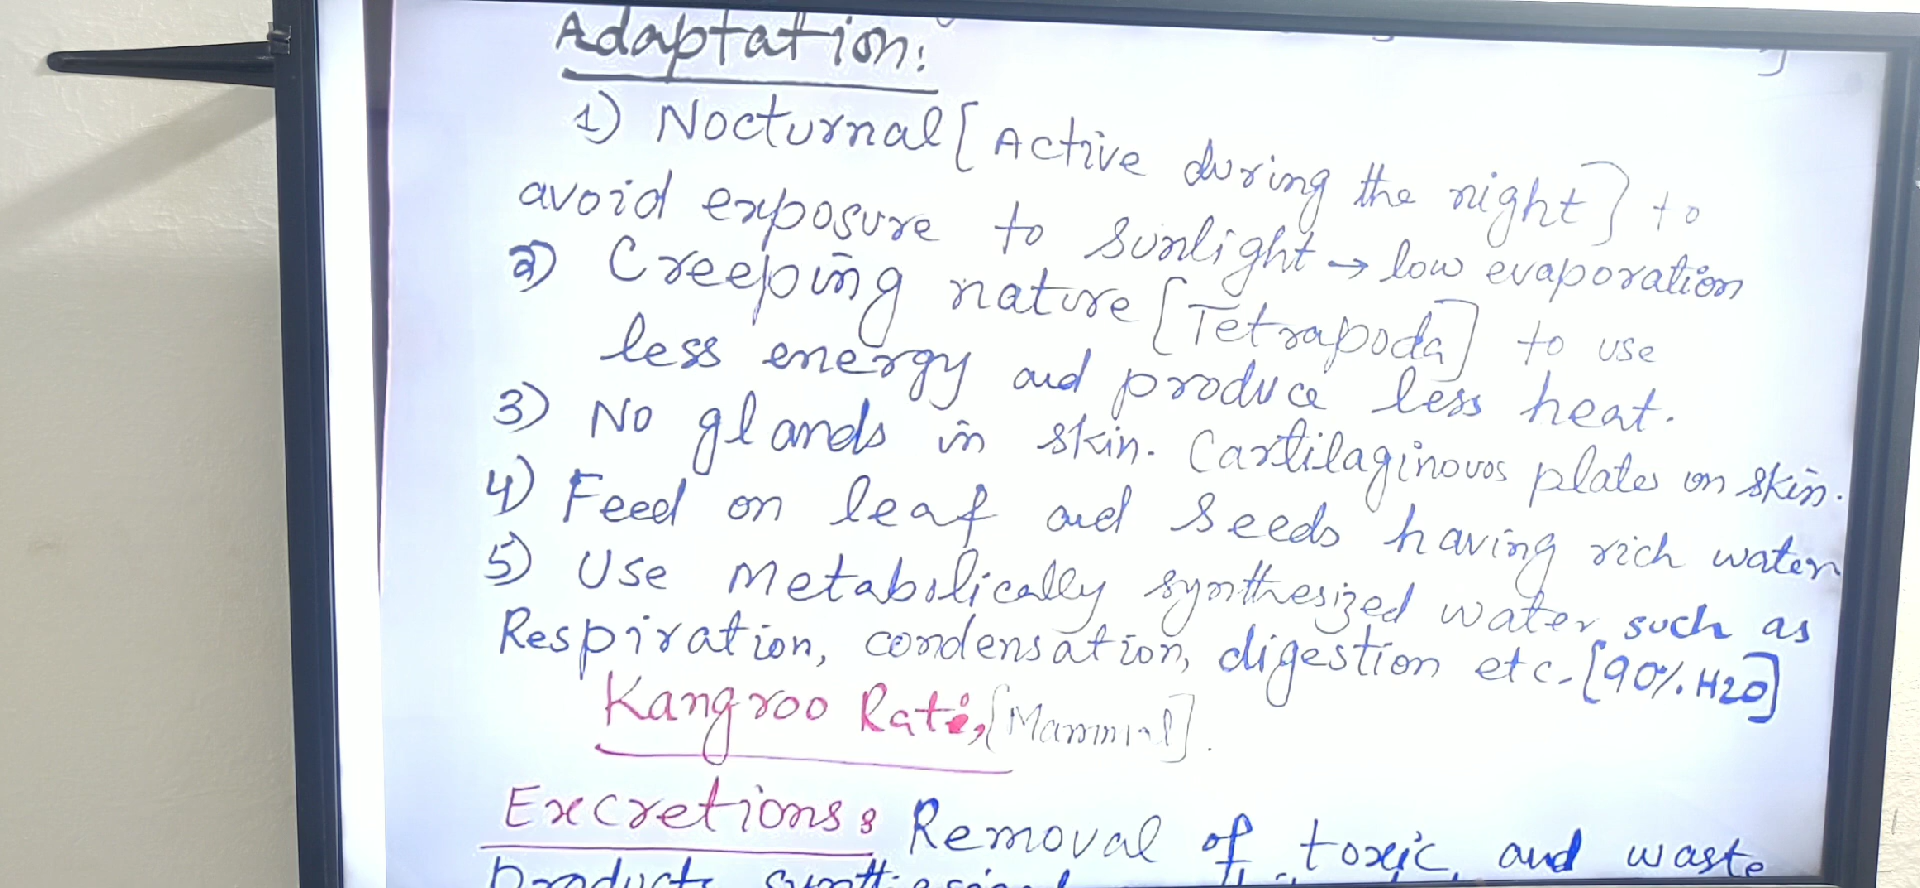 Adaptation:
1) Nocturnal [Active during the night] to
avoid exposure to sunlight → low evaporation
2) Creeping nature [Tetrapoda] to use
less energy and produce less heat.
3) No glands in skin. Cartilaginous plates on skin.
4) Feed on leaf and seeds having rich water
5) Use Metabolically synthesized water such as
Respiration, condensation, digestion etc. [90% H2O]
Kangroo Rats, [Mammal].
Excretions: Removal of toxic and waste
Products